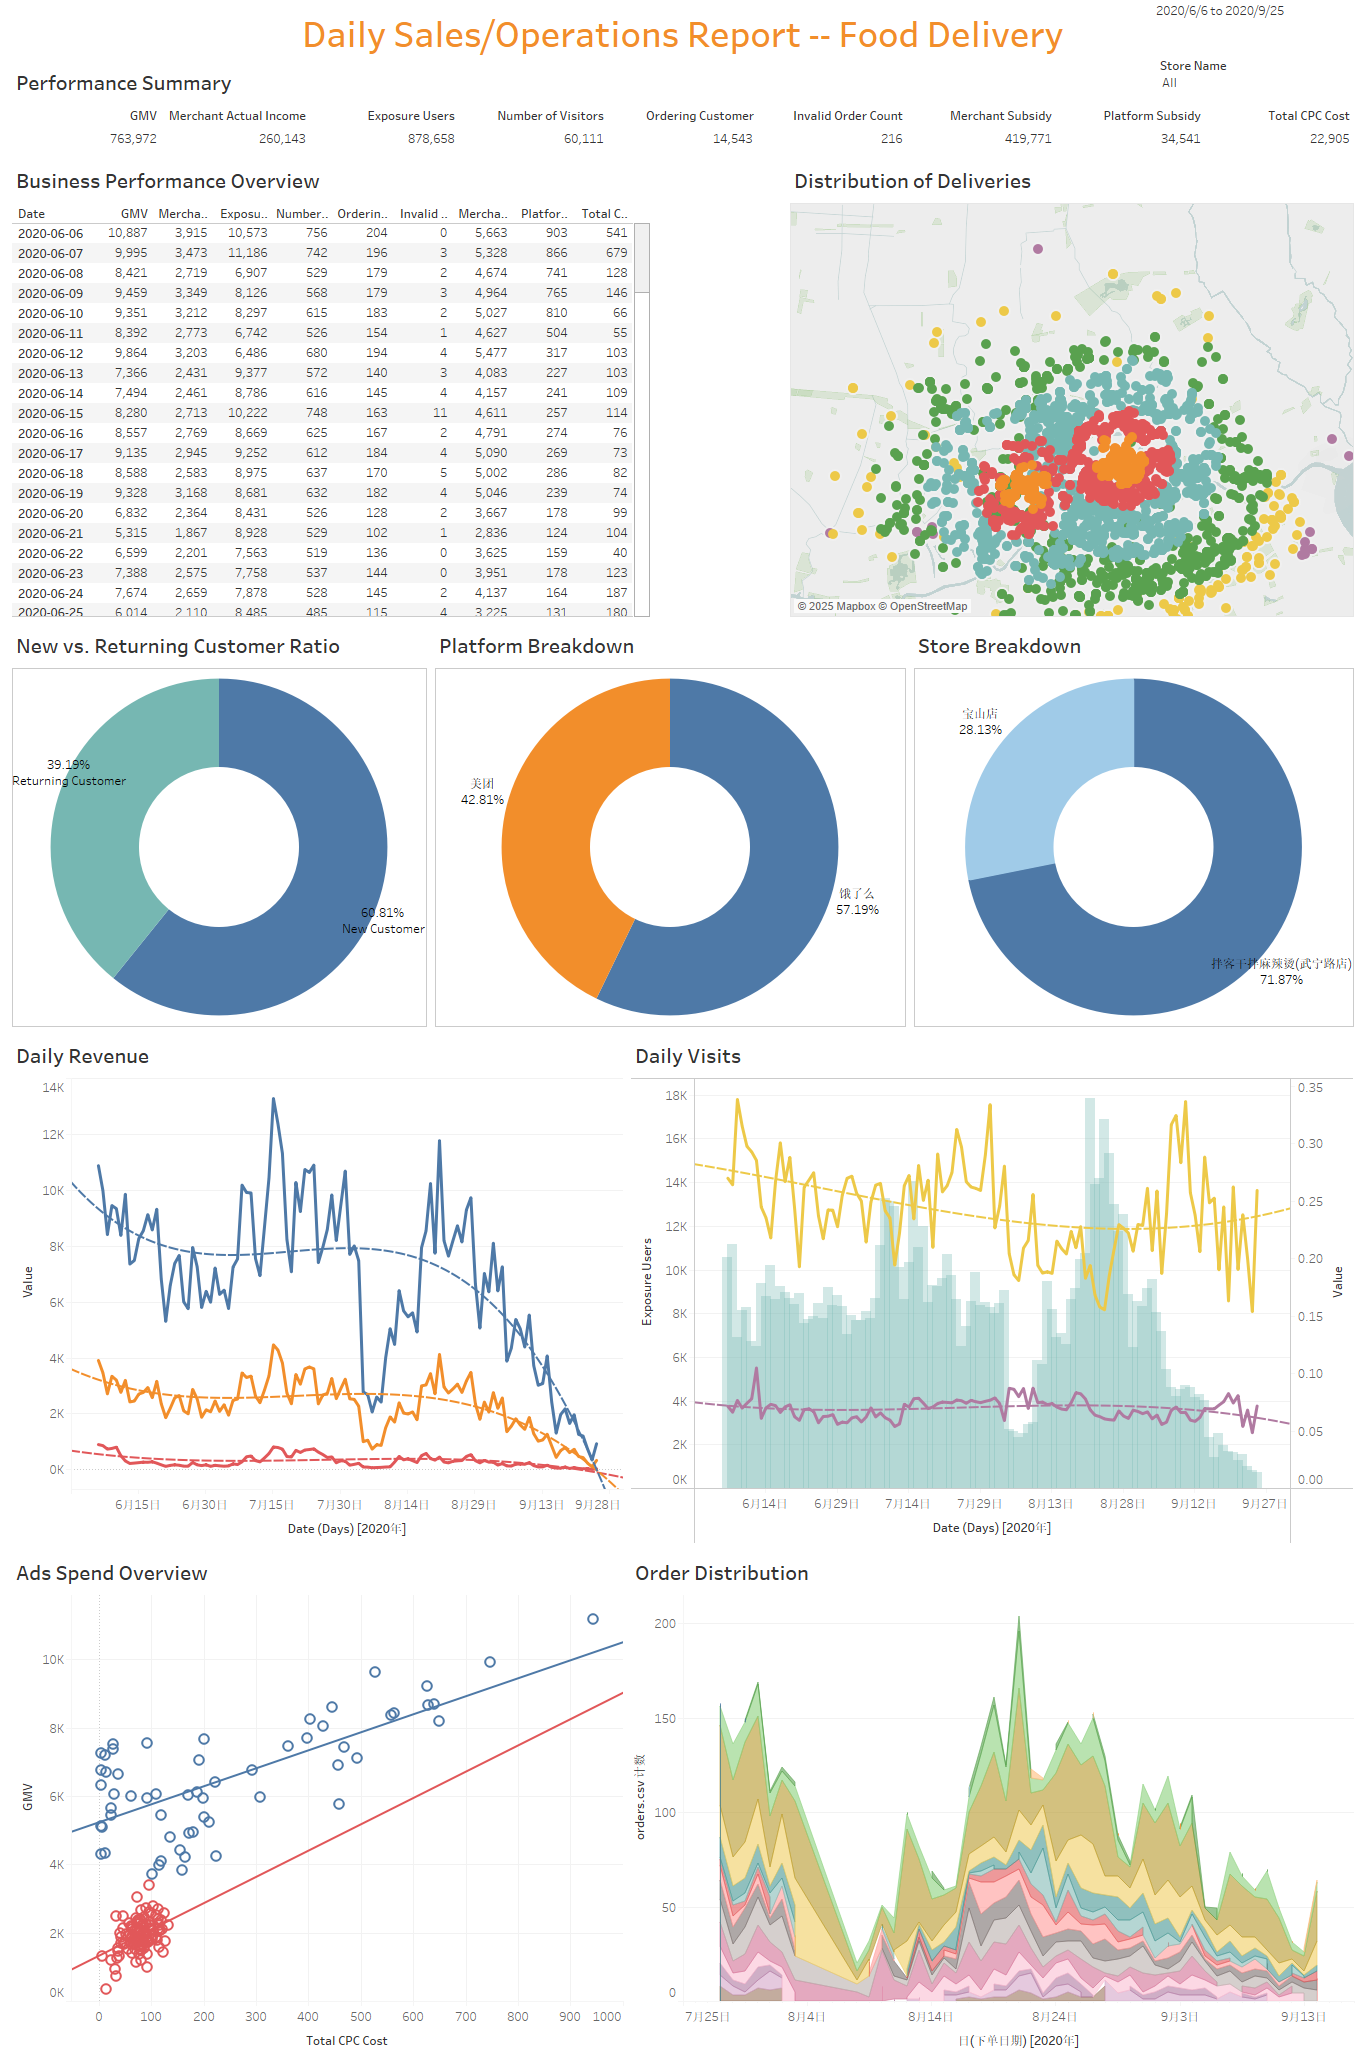 2020/6/6 to 2020/9/25
Daily Sales/Operations Report -- Food Delivery
Store Name
All
Performance Summary
GMV Merchant Actual Income Exposure Users Number of Visitors Ordering Customer Invalid Order Count Merchant Subsidy Platform Subsidy Total CPC Cost
763,972 260,143 878,658 60,111 14,543 216 419,771 34,541 22,905
Business Performance Overview
Date GMV Mercha.. Exposu.. Number.. Orderin.. Invalid .. Mercha.. Platfor.. Total C..
2020-06-06 10,887 3,915 10,573 756 204 0 5,663 903 541
2020-06-07 9,995 3,473 11,186 742 196 3 5,328 866 679
2020-06-08 8,421 2,719 6,907 529 179 2 4,674 741 128
2020-06-09 9,459 3,349 8,126 568 179 3 4,964 765 146
2020-06-10 9,351 3,212 8,297 615 183 2 5,027 810 66
2020-06-11 8,392 2,773 6,742 526 154 1 4,627 504 55
2020-06-12 9,864 3,203 6,486 680 194 4 5,477 317 103
2020-06-13 7,366 2,431 9,377 572 140 3 4,083 227 103
2020-06-14 7,494 2,461 8,786 616 145 4 4,157 241 109
2020-06-15 8,280 2,713 10,222 748 163 11 4,611 257 114
2020-06-16 8,557 2,769 8,669 625 167 2 4,791 274 76
2020-06-17 9,135 2,945 9,252 612 184 4 5,090 269 73
2020-06-18 8,588 2,583 8,975 637 170 5 5,002 286 82
2020-06-19 9,328 3,168 8,681 632 182 4 5,046 239 74
2020-06-20 6,832 2,364 8,431 526 128 2 3,667 178 99
2020-06-21 5,315 1,867 8,928 529 102 1 2,836 124 104
2020-06-22 6,599 2,201 7,563 519 136 0 3,625 159 40
2020-06-23 7,388 2,575 7,758 537 144 0 3,951 178 123
2020-06-24 7,674 2,659 7,878 528 145 2 4,137 164 187
2020-06-25 6,014 2,110 8,485 485 115 4 3,225 131 180
Distribution of Deliveries
© 2025 Mapbox © OpenStreetMap
New vs. Returning Customer Ratio
39.19%
Returning Customer
60.81%
New Customer
Platform Breakdown
美团
42.81%
饿了么
57.19%
Store Breakdown
宝山店
28.13%
拌客干拌麻辣烫(武宁路店)
71.87%
Daily Revenue
Value
14K
12K
10K
8K
6K
4K
2K
0K
6月15日 6月30日 7月15日 7月30日 8月14日 8月29日 9月13日 9月28日
Date (Days) [2020年]
Daily Visits
Exposure Users
18K
16K
14K
12K
10K
8K
6K
4K
2K
0K
0.35
0.30
0.25
0.20
0.15
0.10
0.05
0.00
Value
6月14日 6月29日 7月14日 7月29日 8月13日 8月28日 9月12日 9月27日
Date (Days) [2020年]
Ads Spend Overview
GMV
10K
8K
6K
4K
2K
0K
0 100 200 300 400 500 600 700 800 900 1000
Total CPC Cost
Order Distribution
orders.csv 计数
200
150
100
50
0
7月25日 8月4日 8月14日 8月24日 9月3日 9月13日
日(下单日期) [2020年]